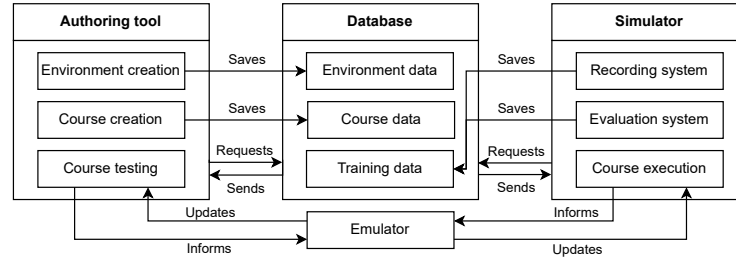 Authoring tool
Database
Simulator
Environment creation
Saves
Environment data
Saves
Recording system
Course creation
Saves
Course data
Saves
Evaluation system
Course testing
Requests
Sends
Training data
Requests
Sends
Course execution
Updates
Informs
Emulator
Informs
Updates